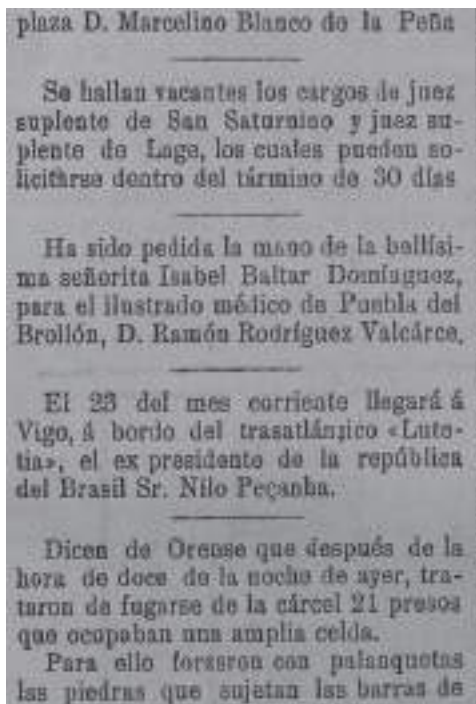 plaza D. Marcelino Blanco de la Peña
Se hallan vacantes los cargos de juez
suplente de San Saturnino y juez su-
plente de Lage, los cuales pueden so-
licitarse dentro del término de 30 días
Ha sido pedida la mano de la bellísi-
ma señorita Isabel Baltar Domínguez,
para el ilustrado médico de Puebla del
Brollón, D. Ramón Rodríguez Valcárce.
El 23 del mes corriente llegará á
Vigo, á bordo del trasatlántico «Lute-
tia», el ex presidente de la república
del Brasil Sr. Nilo Peçanha.
Dicen de Orense que después de la
hora de doce de la noche de ayer, tra-
taron de fugarse de la cárcel 21 presos
que ocupaban una amplia celda.
Para ello forzaron con palanquetas
las piedras que sujetan las barras de